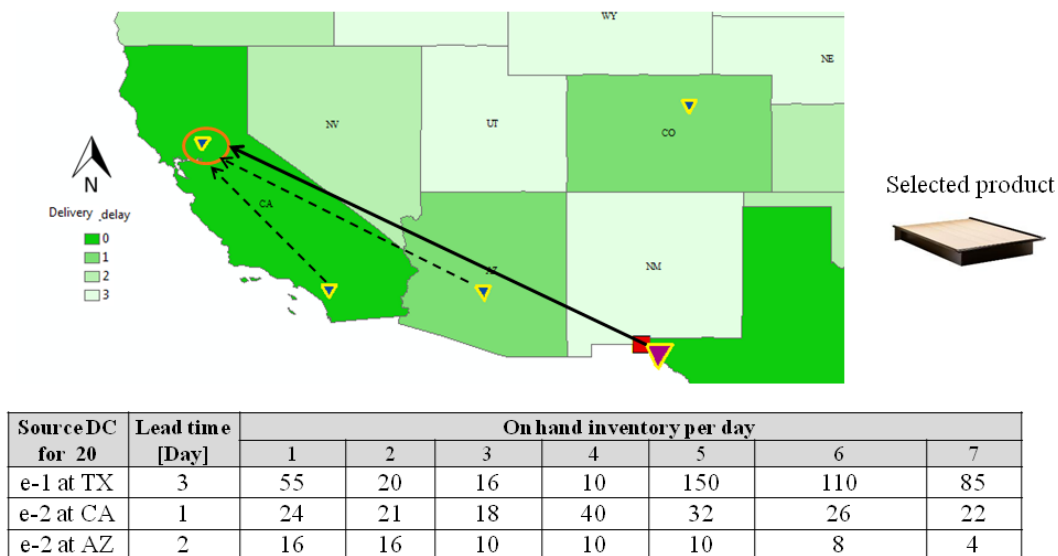 WY
NE
NV
UT
CO
N
Selected product
Delivery _delay
CA
0
1
AZ
NM
2
3
Source DC for 20 | Lead time [Day] | On hand inventory per day
1 | 2 | 3 | 4 | 5 | 6 | 7
e-1 at TX | 3 | 55 | 20 | 16 | 10 | 150 | 110 | 85
e-2 at CA | 1 | 24 | 21 | 18 | 40 | 32 | 26 | 22
e-2 at AZ | 2 | 16 | 16 | 10 | 10 | 10 | 8 | 4